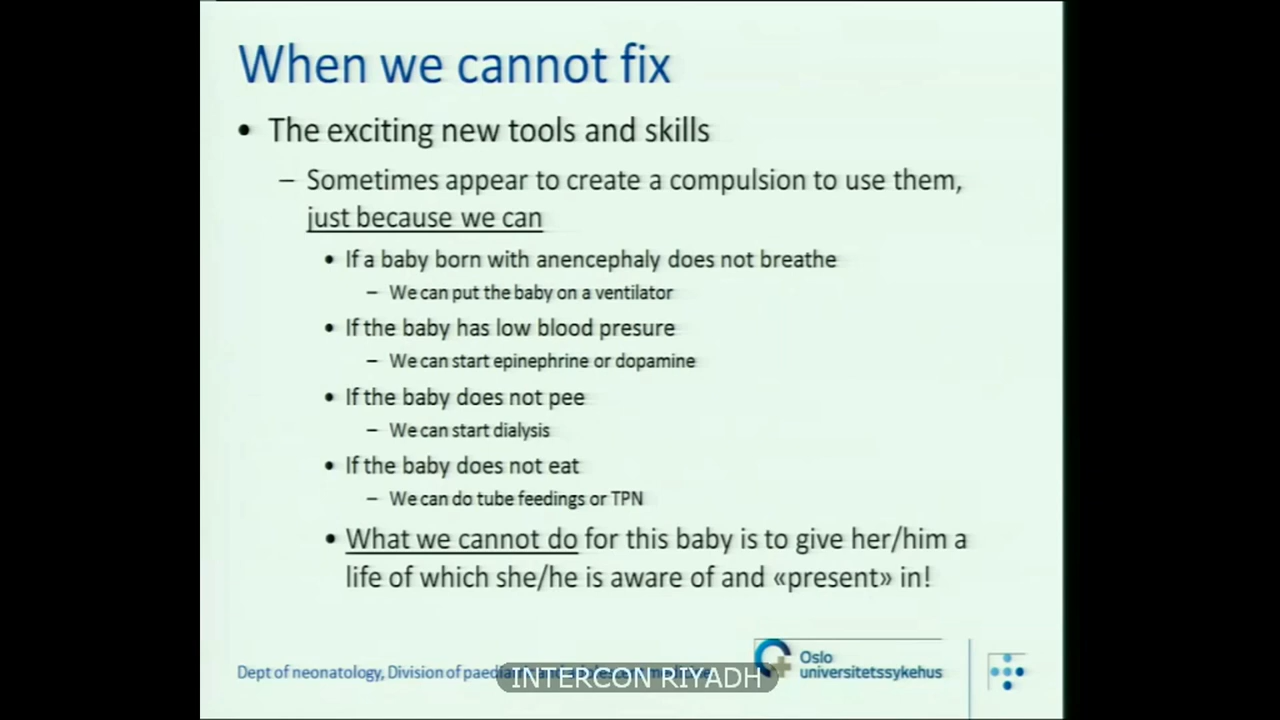 When we cannot fix
• The exciting new tools and skills
– Sometimes appear to create a compulsion to use them,
just because we can
• If a baby born with anencephaly does not breathe
– We can put the baby on a ventilator
• If the baby has low blood presure
– We can start epinephrine or dopamine
• If the baby does not pee
– We can start dialysis
• If the baby does not eat
– We can do tube feedings or TPN
• What we cannot do for this baby is to give her/him a
life of which she/he is aware of and «present» in!
Oslo
universitetssykehus
Dept of neonatology, Division of
INTERCON RIYADH